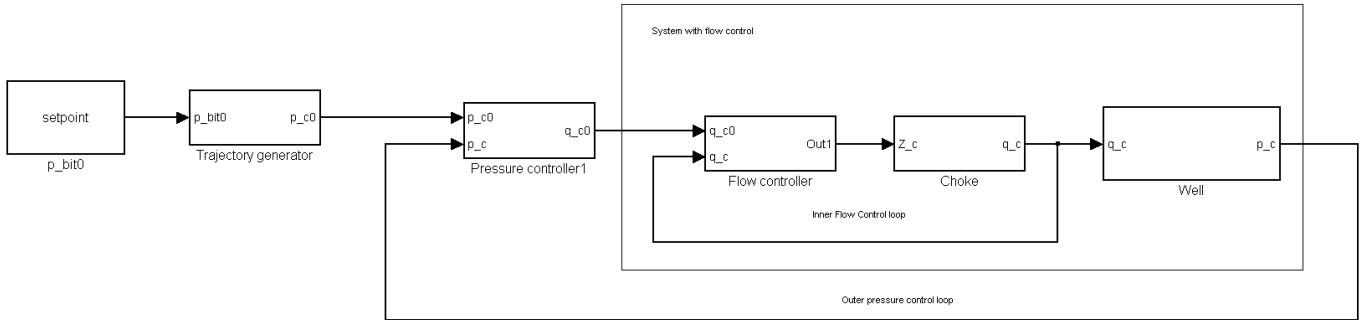 System with flow control
setpoint
p_bit0
p_bit0
p_c0
Trajectory generator
p_c0
p_c
q_c0
Pressure controller1
q_c0
q_c
Out1
Flow controller
Z_c
q_c
Choke
q_c
p_c
Well
Inner Flow Control loop
Outer pressure control loop